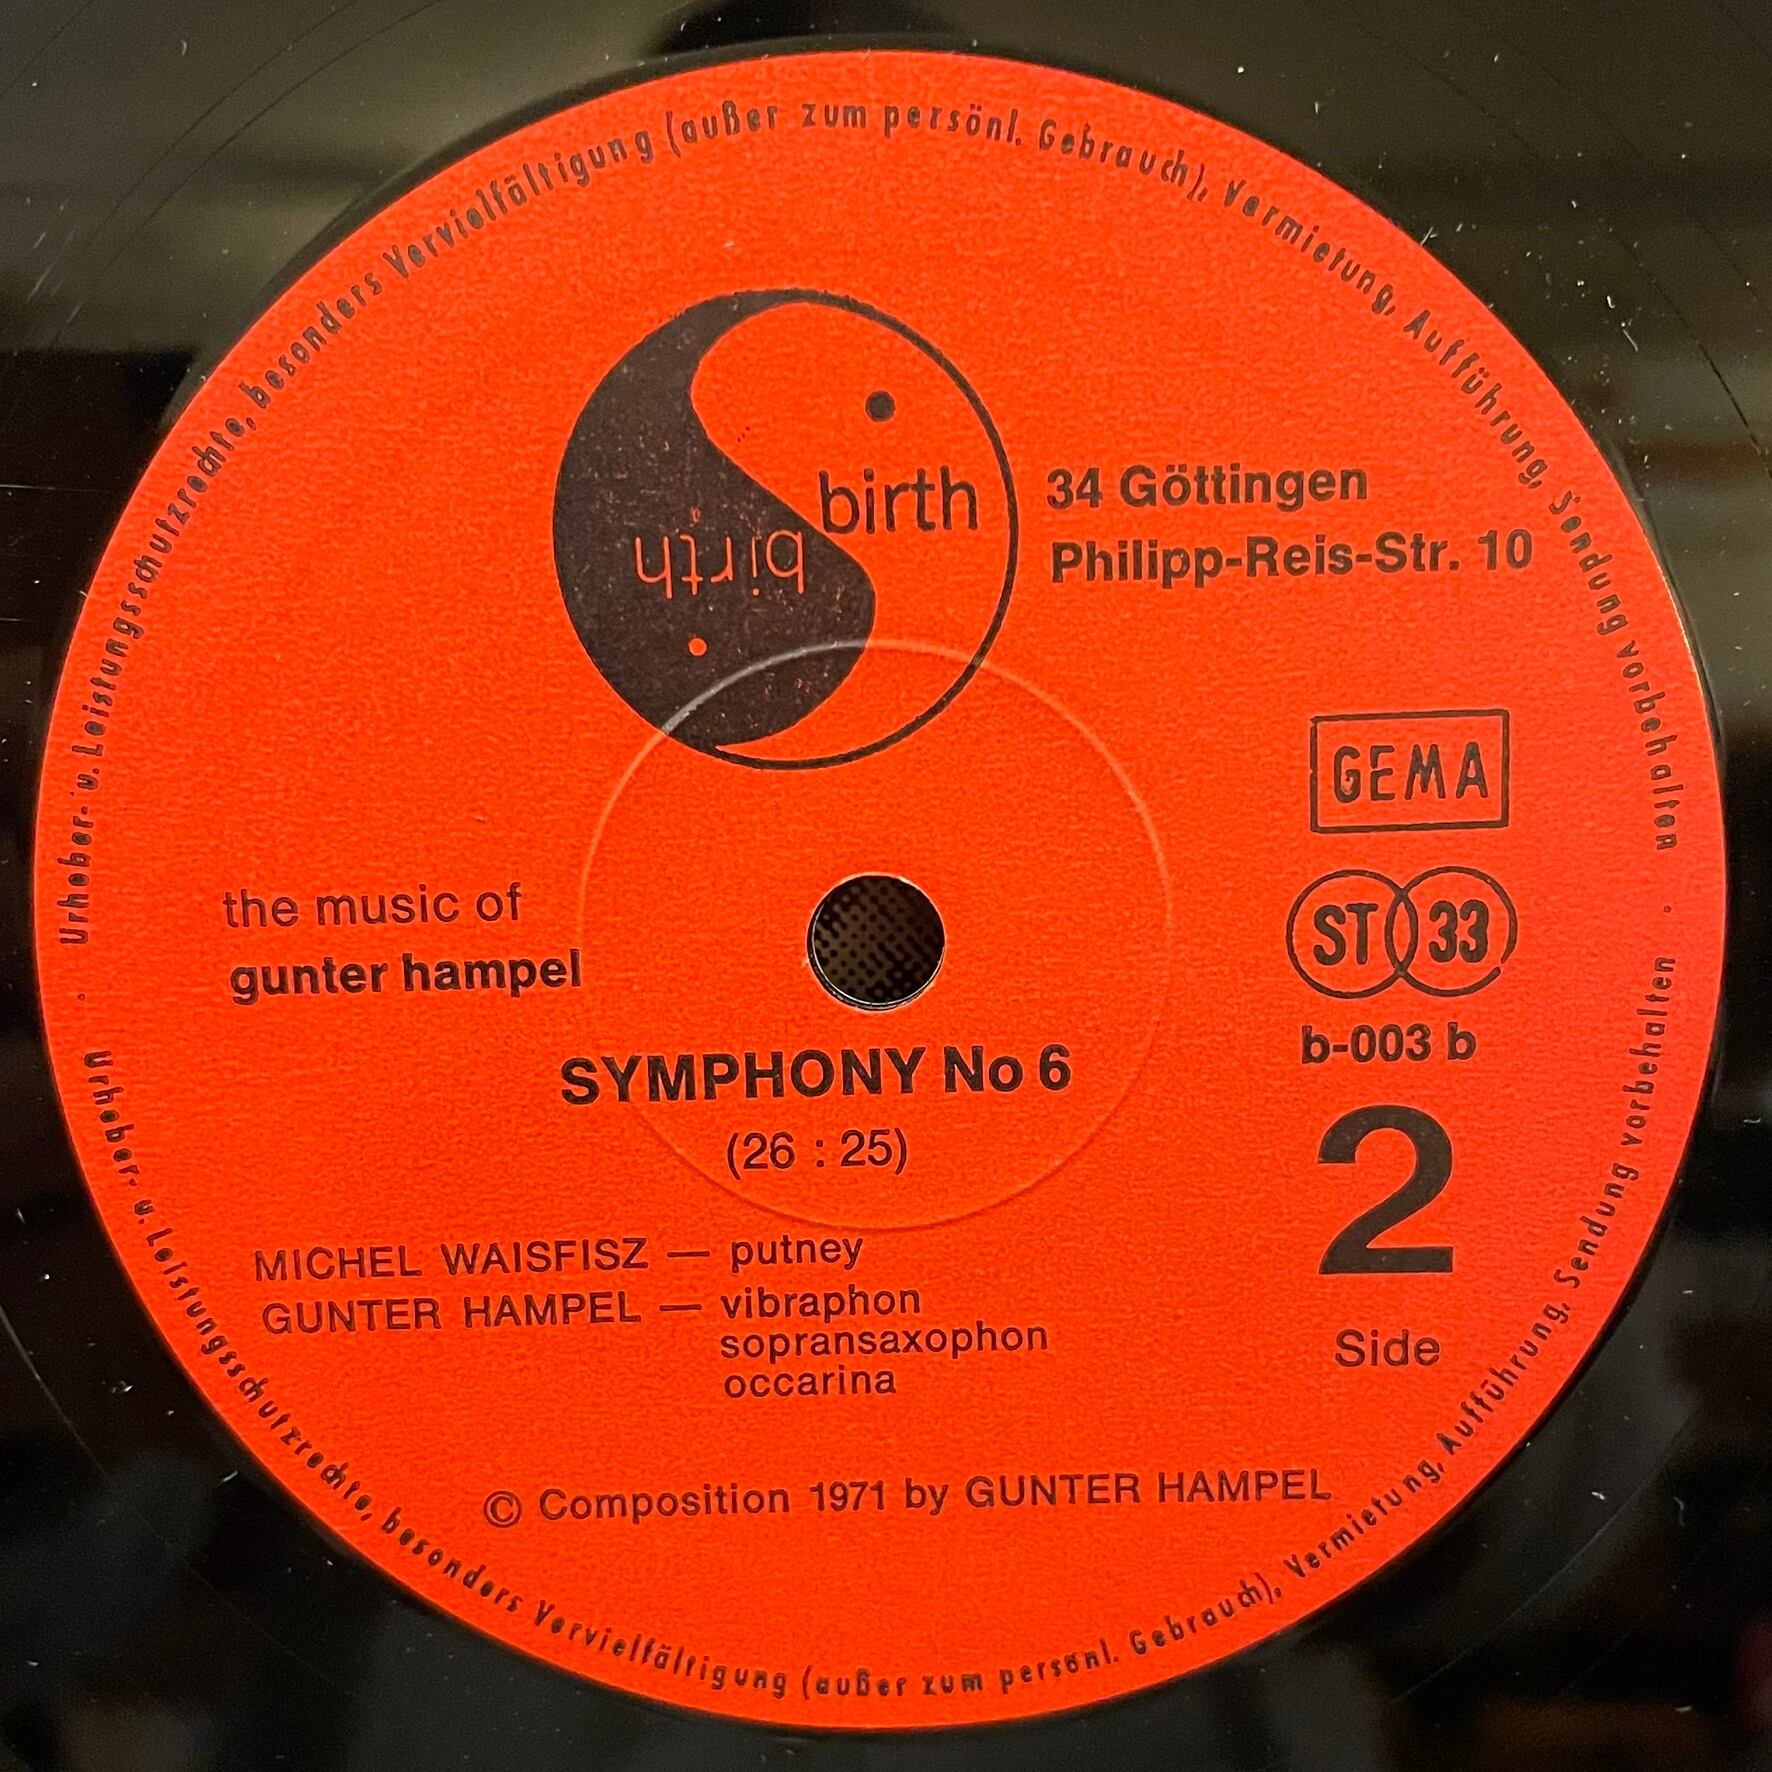 Urheber- u. Leistungsschutzrechte, besonders Vervielfältigung (außer zum persönl. Gebrauch), Vermietung, Aufführung, Sendung vorbehalten
birth
birth
34 Göttingen
Philipp-Reis-Str. 10
GEMA
ST 33
the music of
gunter hampel
b-003 b
SYMPHONY No 6
(26 : 25)
2
Side
MICHEL WAISFISZ — putney
GUNTER HAMPEL — vibraphon
sopransaxophon
occarina
© Composition 1971 by GUNTER HAMPEL
Urheber- u. Leistungsschutzrechte, besonders Vervielfältigung (außer zum persönl. Gebrauch), Vermietung, Aufführung, Sendung vorbehalten